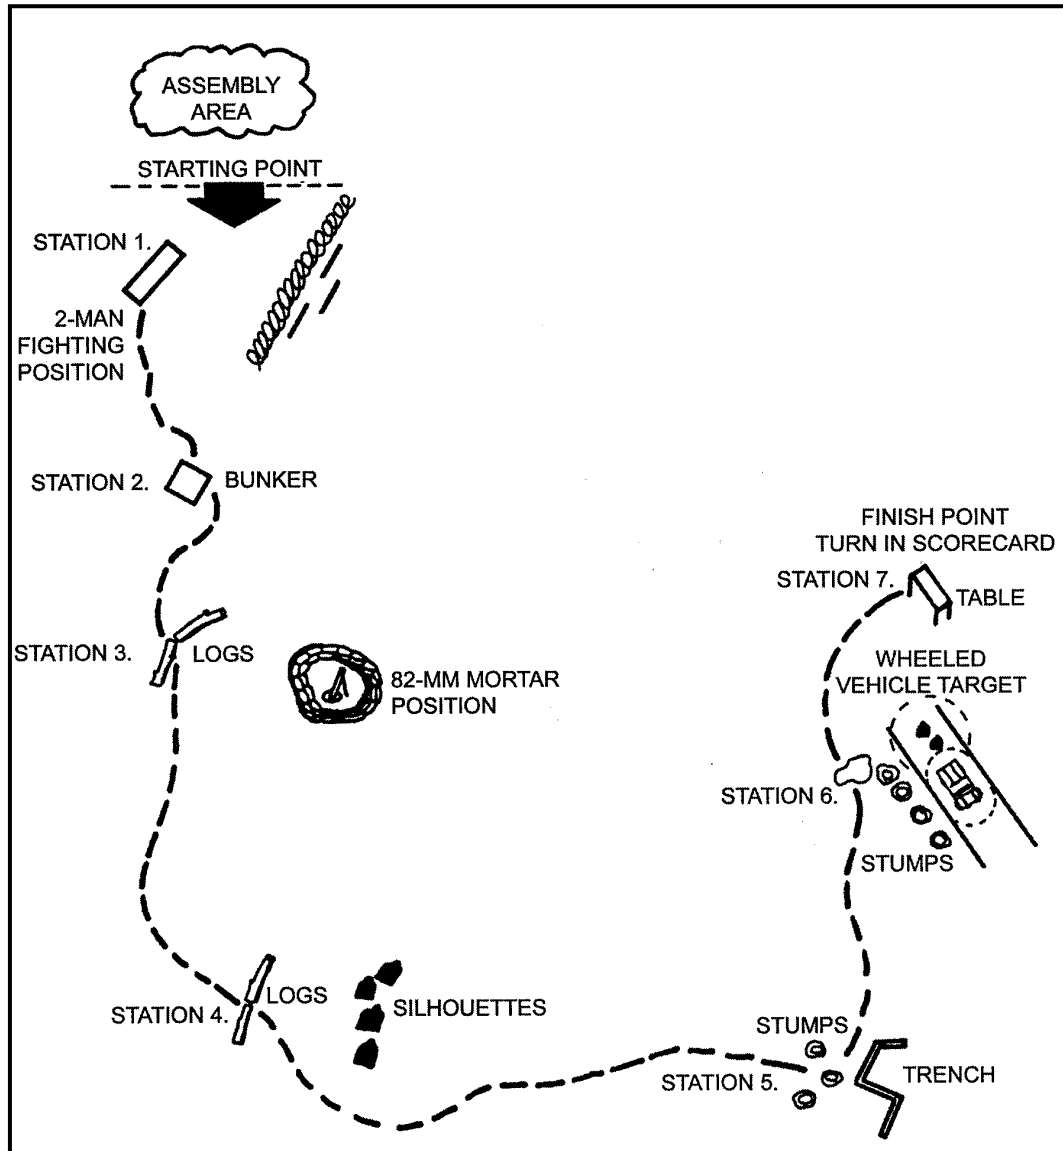 ASSEMBLY
AREA
STARTING POINT
STATION 1.
2-MAN
FIGHTING
POSITION
STATION 2.
BUNKER
STATION 3.
LOGS
82-MM MORTAR
POSITION
STATION 4.
LOGS
SILHOUETTES
STUMPS
STATION 5.
TRENCH
STATION 6.
STUMPS
WHEELED
VEHICLE TARGET
FINISH POINT
TURN IN SCORECARD
STATION 7.
TABLE